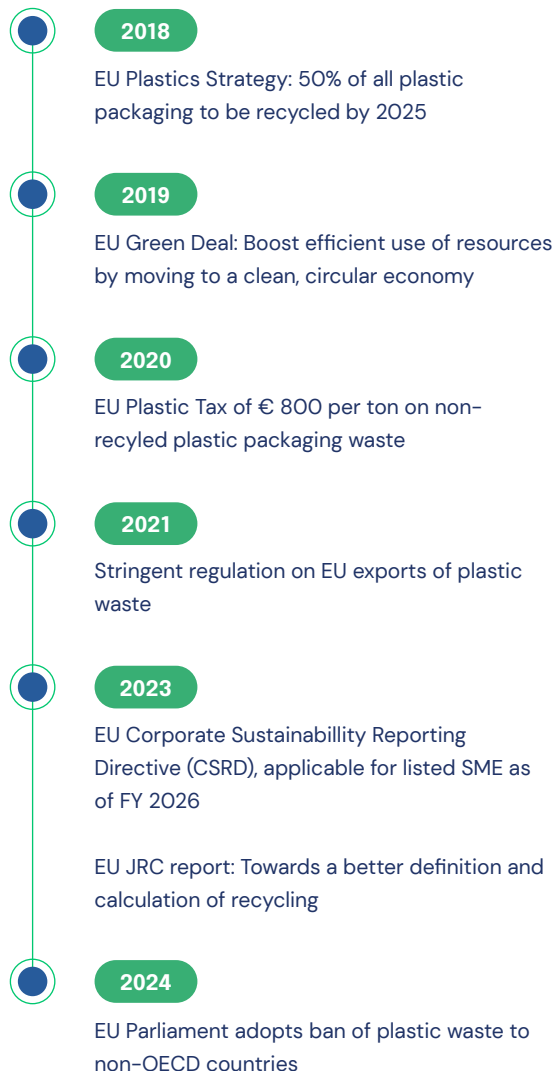 2018
EU Plastics Strategy: 50% of all plastic
packaging to be recycled by 2025
2019
EU Green Deal: Boost efficient use of resources
by moving to a clean, circular economy
2020
EU Plastic Tax of € 800 per ton on non-
recyled plastic packaging waste
2021
Stringent regulation on EU exports of plastic
waste
2023
EU Corporate Sustainabillity Reporting
Directive (CSRD), applicable for listed SME as
of FY 2026
EU JRC report: Towards a better definition and
calculation of recycling
2024
EU Parliament adopts ban of plastic waste to
non-OECD countries